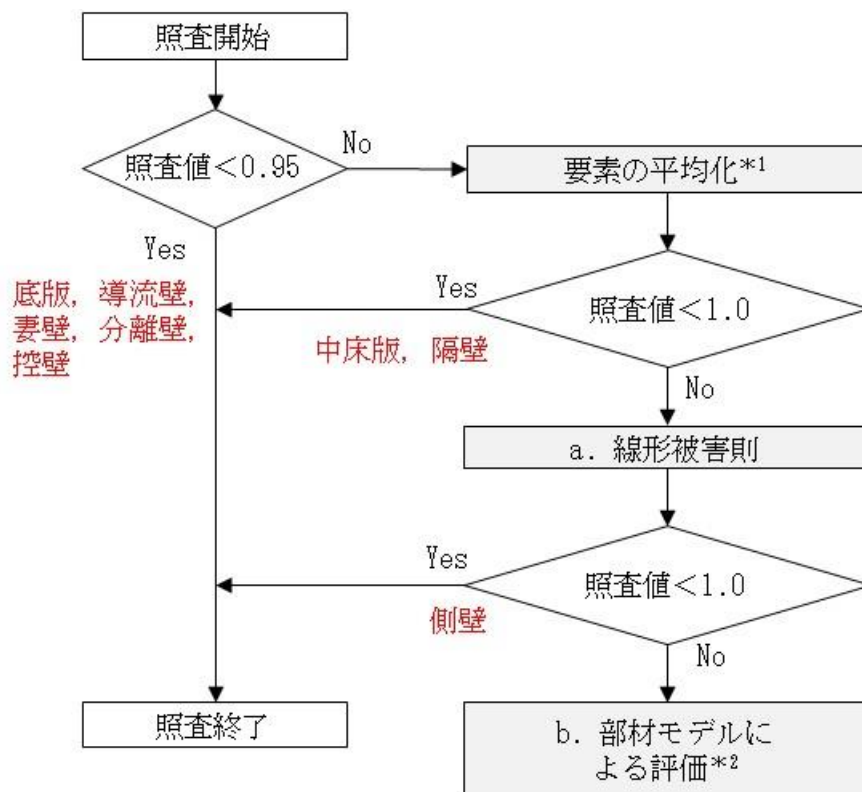 照査開始
照査値＜0.95
No
要素の平均化*1
Yes
底版，導流壁，
妻壁，分離壁，
控壁
Yes
照査値＜1.0
中床版，隔壁
No
a. 線形被害則
Yes
照査値＜1.0
側壁
No
照査終了
b. 部材モデルに
よる評価*2